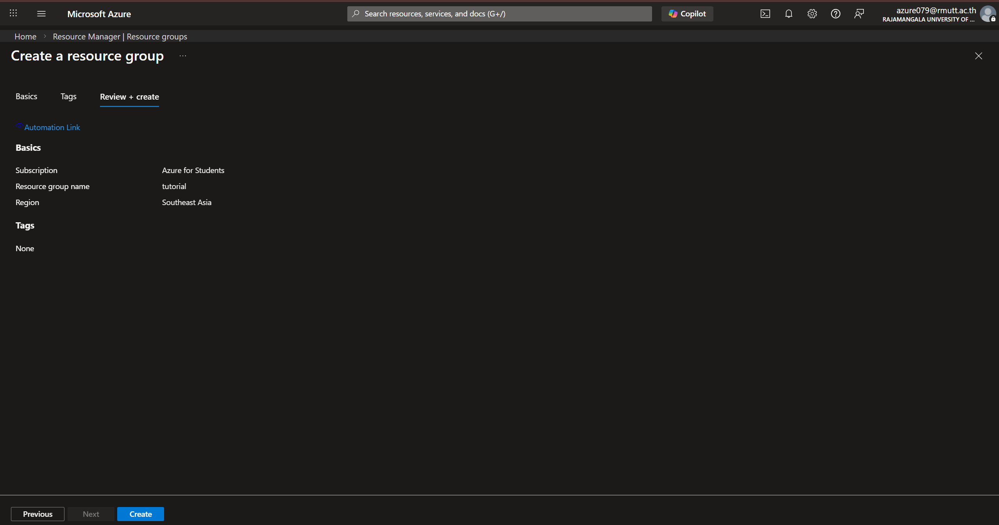 Microsoft Azure
Search resources, services, and docs (G+/)
Copilot
azure079@rmutt.ac.th
RAJAMANGALA UNIVERSITY OF ...
Home > Resource Manager | Resource groups
Create a resource group ...
Basics Tags Review + create
Automation Link
Basics
Subscription Azure for Students
Resource group name tutorial
Region Southeast Asia
Tags
None
Previous Next Create